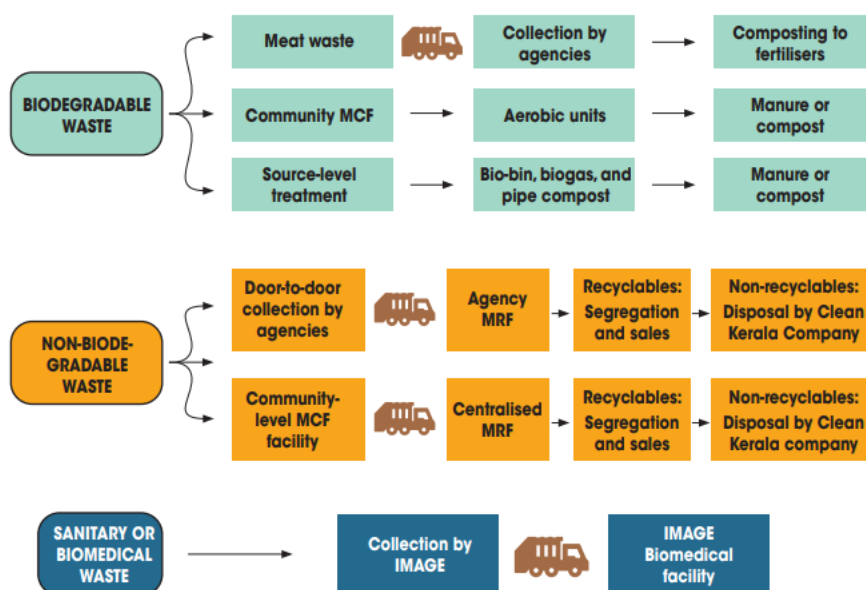 Meat waste
Collection by
agencies
Composting to
fertilisers
BIODEGRADABLE
WASTE
Community MCF
Aerobic units
Manure or
compost
Source-level
treatment
Bio-bin, biogas, and
pipe compost
Manure or
compost
Door-to-door
collection by
agencies
Agency
MRF
Recyclables:
Segregation
and sales
Non-recyclables:
Disposal by Clean
Kerala Company
NON-BIODE-
GRADABLE
WASTE
Community-
level MCF
facility
Centralised
MRF
Recyclables:
Segregation
and sales
Non-recyclables:
Disposal by Clean
Kerala company
SANITARY OR
BIOMEDICAL
WASTE
Collection by
IMAGE
IMAGE
Biomedical
facility